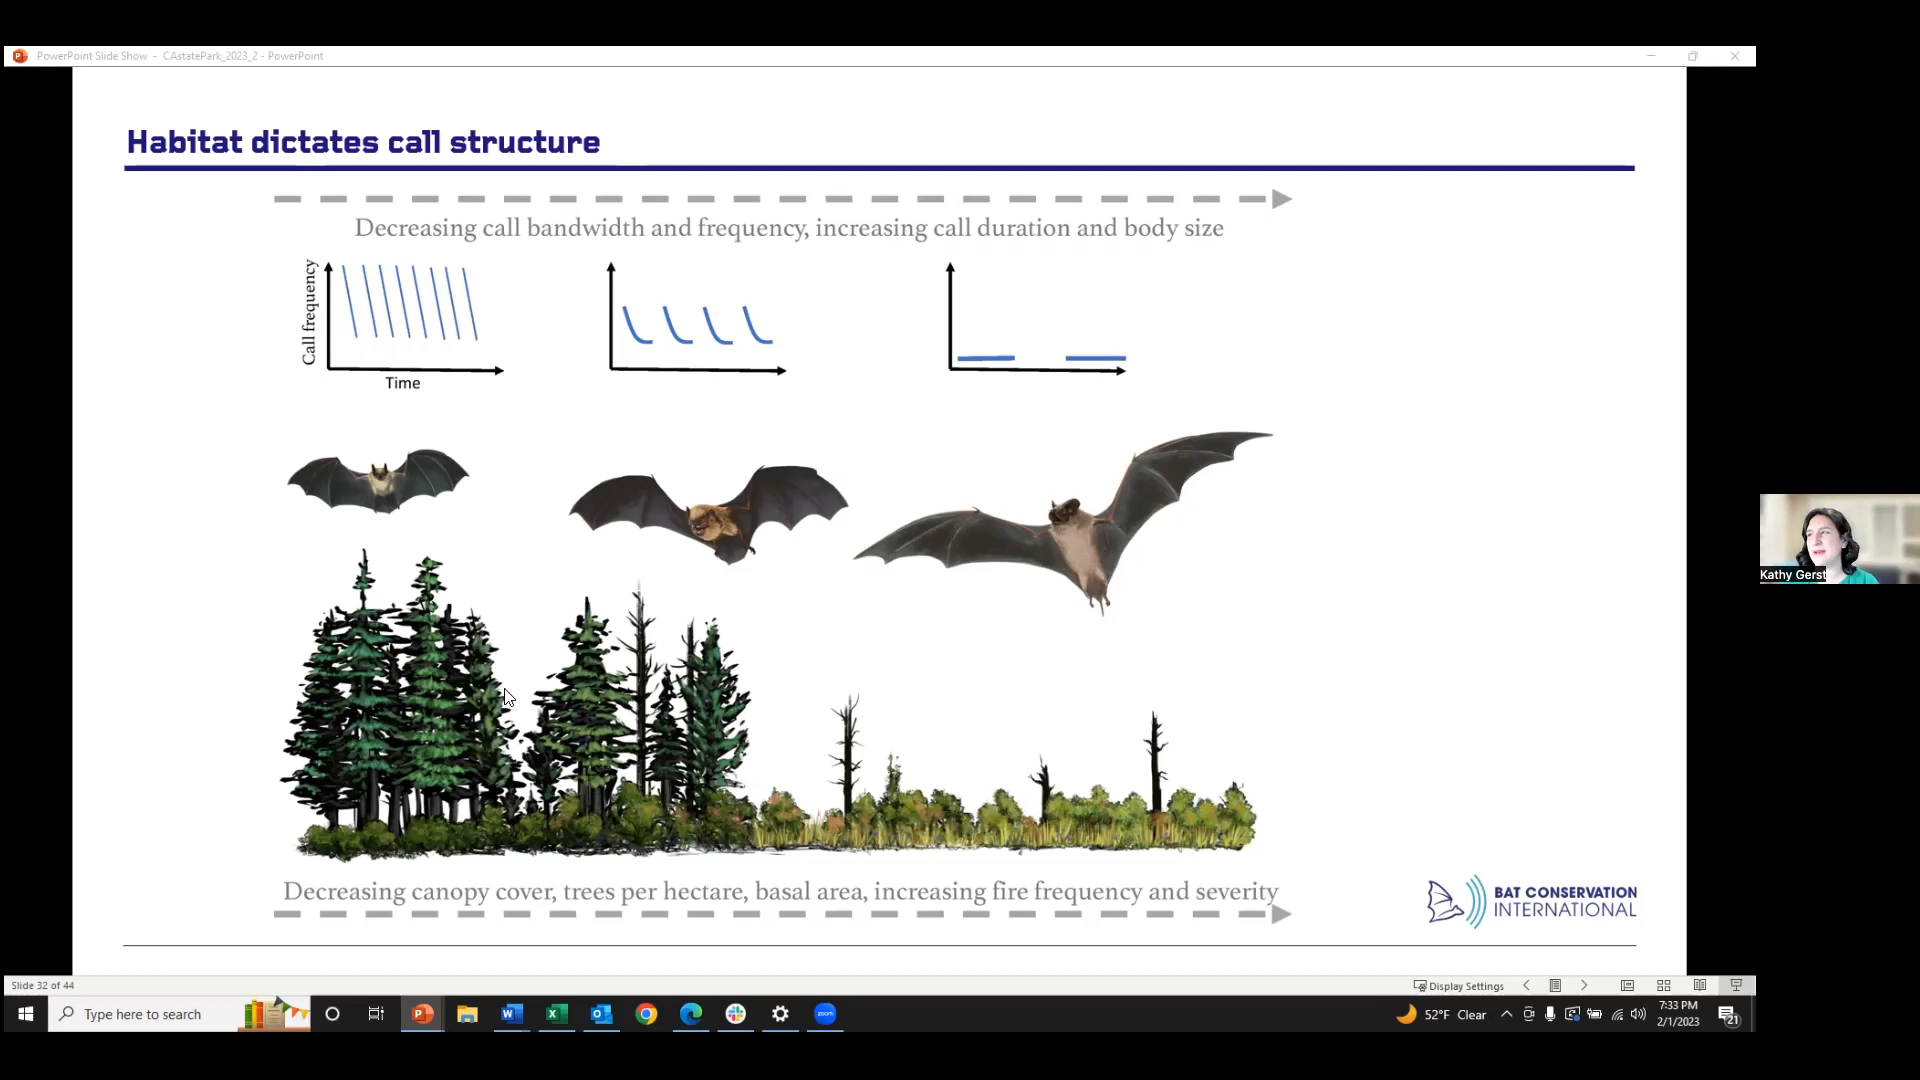 PowerPoint Slide Show - CAstatePark_2023_2 - PowerPoint
Habitat dictates call structure
Decreasing call bandwidth and frequency, increasing call duration and body size
Call frequency
Time
Kathy Gerst
Decreasing canopy cover, trees per hectare, basal area, increasing fire frequency and severity
BAT CONSERVATION
INTERNATIONAL
Slide 32 of 44
Display Settings
Type here to search
zoom
52°F Clear
7:33 PM
2/1/2023
21